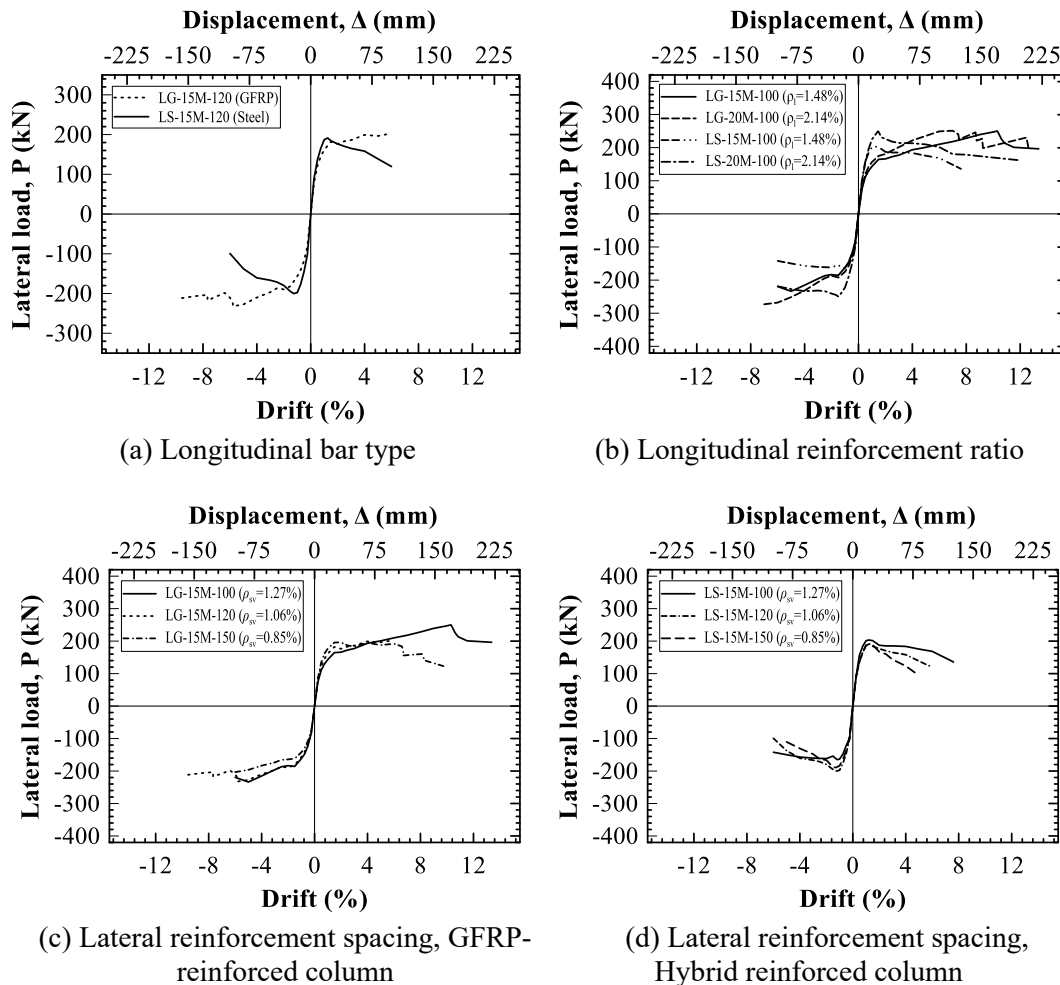 Displacement, Δ (mm)
-225 -150 -75 0 75 150 225
Lateral load, P (kN)
300
200
100
0
-100
-200
-300
LG-15M-120 (GFRP)
LS-15M-120 (Steel)
-12 -8 -4 0 4 8 12
Drift (%)
(a) Longitudinal bar type
Displacement, Δ (mm)
-225 -150 -75 0 75 150 225
Lateral load, P (kN)
400
300
200
100
0
-100
-200
-300
-400
LG-15M-100 (ρl=1.48%)
LG-20M-100 (ρl=2.14%)
LS-15M-100 (ρl=1.48%)
LS-20M-100 (ρl=2.14%)
-12 -8 -4 0 4 8 12
Drift (%)
(b) Longitudinal reinforcement ratio
Displacement, Δ (mm)
-225 -150 -75 0 75 150 225
Lateral load, P (kN)
400
300
200
100
0
-100
-200
-300
-400
LG-15M-100 (ρsv=1.27%)
LG-15M-120 (ρsv=1.06%)
LG-15M-150 (ρsv=0.85%)
-12 -8 -4 0 4 8 12
Drift (%)
(c) Lateral reinforcement spacing, GFRP-
reinforced column
Displacement, Δ (mm)
-225 -150 -75 0 75 150 225
Lateral load, P (kN)
400
300
200
100
0
-100
-200
-300
-400
LS-15M-100 (ρsv=1.27%)
LS-15M-120 (ρsv=1.06%)
LS-15M-150 (ρsv=0.85%)
-12 -8 -4 0 4 8 12
Drift (%)
(d) Lateral reinforcement spacing,
Hybrid reinforced column